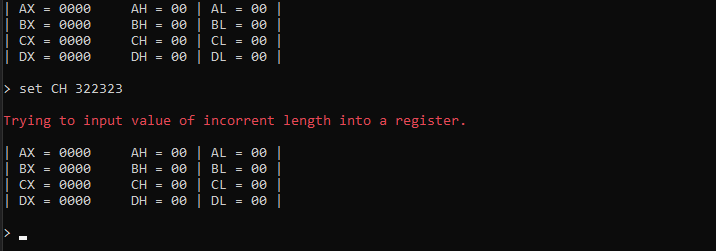 | AX = 0000     AH = 00 | AL = 00 |
| BX = 0000     BH = 00 | BL = 00 |
| CX = 0000     CH = 00 | CL = 00 |
| DX = 0000     DH = 00 | DL = 00 |
> set CH 322323
Trying to input value of incorrent length into a register.
| AX = 0000     AH = 00 | AL = 00 |
| BX = 0000     BH = 00 | BL = 00 |
| CX = 0000     CH = 00 | CL = 00 |
| DX = 0000     DH = 00 | DL = 00 |
> _